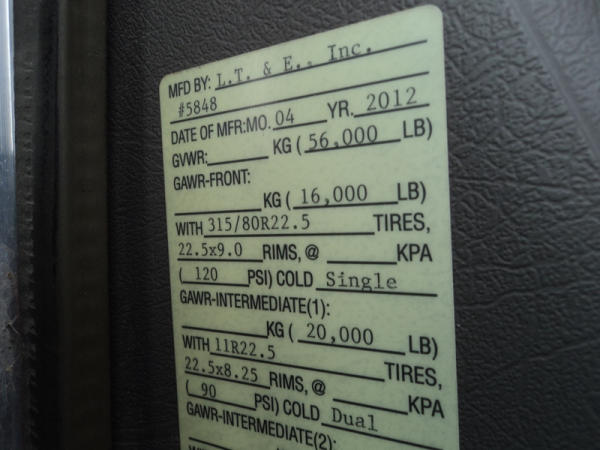 MFD BY: L.T. & E., Inc.
#5848
DATE OF MFR:MO. 04 YR. 2012
GVWR: KG ( 56,000 LB)
GAWR-FRONT:
KG ( 16,000 LB)
WITH 315/80R22.5 TIRES,
22.5x9.0 RIMS, @ KPA
( 120 PSI) COLD Single
GAWR-INTERMEDIATE(1):
KG ( 20,000 LB)
WITH 11R22.5 TIRES,
22.5x8.25 RIMS, @ KPA
( 90 PSI) COLD Dual
GAWR-INTERMEDIATE(2):